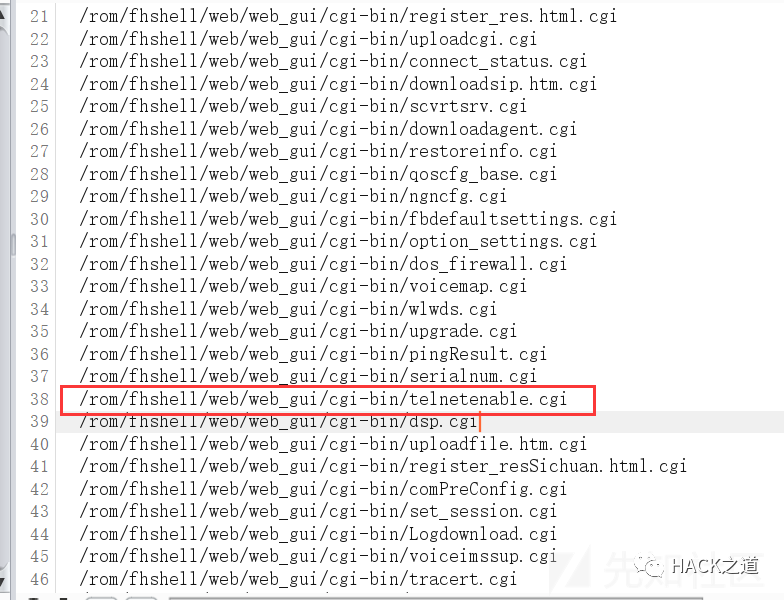 21 /rom/fhshell/web/web_gui/cgi-bin/register_res.html.cgi
22 /rom/fhshell/web/web_gui/cgi-bin/uploadcgi.cgi
23 /rom/fhshell/web/web_gui/cgi-bin/connect_status.cgi
24 /rom/fhshell/web/web_gui/cgi-bin/downloadsip.htm.cgi
25 /rom/fhshell/web/web_gui/cgi-bin/scvrtsrv.cgi
26 /rom/fhshell/web/web_gui/cgi-bin/downloadagent.cgi
27 /rom/fhshell/web/web_gui/cgi-bin/restoreinfo.cgi
28 /rom/fhshell/web/web_gui/cgi-bin/qoscfg_base.cgi
29 /rom/fhshell/web/web_gui/cgi-bin/ngncfg.cgi
30 /rom/fhshell/web/web_gui/cgi-bin/fbdefaultsettings.cgi
31 /rom/fhshell/web/web_gui/cgi-bin/option_settings.cgi
32 /rom/fhshell/web/web_gui/cgi-bin/dos_firewall.cgi
33 /rom/fhshell/web/web_gui/cgi-bin/voicemap.cgi
34 /rom/fhshell/web/web_gui/cgi-bin/wlwds.cgi
35 /rom/fhshell/web/web_gui/cgi-bin/upgrade.cgi
36 /rom/fhshell/web/web_gui/cgi-bin/pingResult.cgi
37 /rom/fhshell/web/web_gui/cgi-bin/serialnum.cgi
38 /rom/fhshell/web/web_gui/cgi-bin/telnetenable.cgi
39 /rom/fhshell/web/web_gui/cgi-bin/dsp.cgi
40 /rom/fhshell/web/web_gui/cgi-bin/uploadfile.htm.cgi
41 /rom/fhshell/web/web_gui/cgi-bin/register_resSichuan.html.cgi
42 /rom/fhshell/web/web_gui/cgi-bin/comPreConfig.cgi
43 /rom/fhshell/web/web_gui/cgi-bin/set_session.cgi
44 /rom/fhshell/web/web_gui/cgi-bin/Logdownload.cgi
45 /rom/fhshell/web/web_gui/cgi-bin/voiceimssup.cgi
46 /rom/fhshell/web/web_gui/cgi-bin/tracert.cgi
先知社区
HACK之道